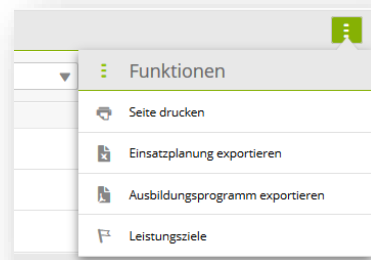 Funktionen
Seite drucken
Einsatzplanung exportieren
Ausbildungsprogramm exportieren
Leistungsziele